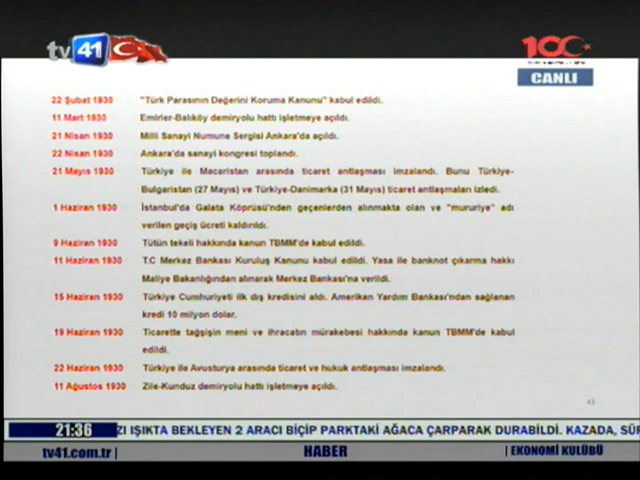 tv 41
100
CANLI
22 Şubat 1930 "Türk Parasının Değerini Koruma Kanunu" kabul edildi.
11 Mart 1930 Emirler-Balıköy demiryolu hattı işletmeye açıldı.
21 Nisan 1930 Milli Sanayi Numune Sergisi Ankara'da açıldı.
22 Nisan 1930 Ankara'da sanayi kongresi toplandı.
21 Mayıs 1930 Türkiye ile Macaristan arasında ticaret antlaşması imzalandı. Bunu Türkiye-
Bulgaristan (27 Mayıs) ve Türkiye-Danimarka (31 Mayıs) ticaret antlaşmaları izledi.
1 Haziran 1930 İstanbul'da Galata Köprüsü'nden geçenlerden alınmakta olan ve "mururiye" adı
verilen geçiş ücreti kaldırıldı.
9 Haziran 1930 Tütün tekeli hakkında kanun TBMM'de kabul edildi.
11 Haziran 1930 T.C Merkez Bankası Kuruluş Kanunu kabul edildi. Yasa ile banknot çıkarma hakkı
Maliye Bakanlığından alınarak Merkez Bankası'na verildi.
15 Haziran 1930 Türkiye Cumhuriyeti ilk dış kredisini aldı. Amerikan Yardım Bankası'ndan sağlanan
kredi 10 milyon dolar.
19 Haziran 1930 Ticarette tağşişin meni ve ihracatın mürakebesi hakkında kanun TBMM'de kabul
edildi.
22 Haziran 1930 Türkiye ile Avusturya arasında ticaret ve hukuk antlaşması imzalandı.
11 Ağustos 1930 Zile-Kunduz demiryolu hattı işletmeye açıldı.
43
21:36 ZI IŞIKTA BEKLEYEN 2 ARACI BİÇİP PARKTAKİ AĞACA ÇARPARAK DURABİLDİ. KAZADA, SÜR
tv41.com.tr | HABER | EKONOMİ KULÜBÜ